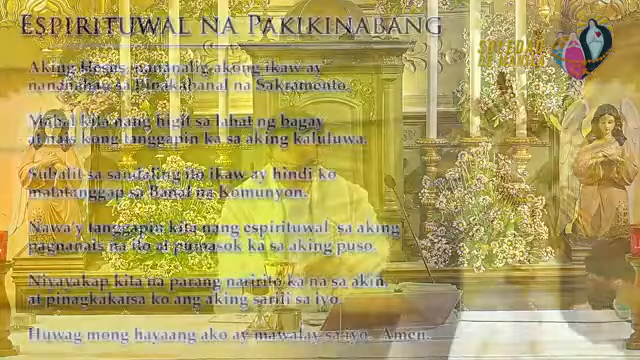 Espirituwal na Pakikinabang
Aking Hesus, nananalig akong ikaw ay
nananahan sa Pinakabanal na Sakramento.
Mahal kita nang higit sa lahat ng bagay
at nais kong tanggapin ka sa aking kaluluwa.
Subalit sa sandaling ito ikaw ay hindi ko
matatanggap sa Banal na Komunyon.
Nawa'y tanggapin kita nang espirituwal sa aking
pagnanais na ito at pumasok ka sa aking puso.
Niyayakap kita na parang naririto ka na sa akin,
at pinagkakaisa ko ang aking sarili sa iyo.
Huwag mong hayaang ako ay mawalay sa iyo. Amen.